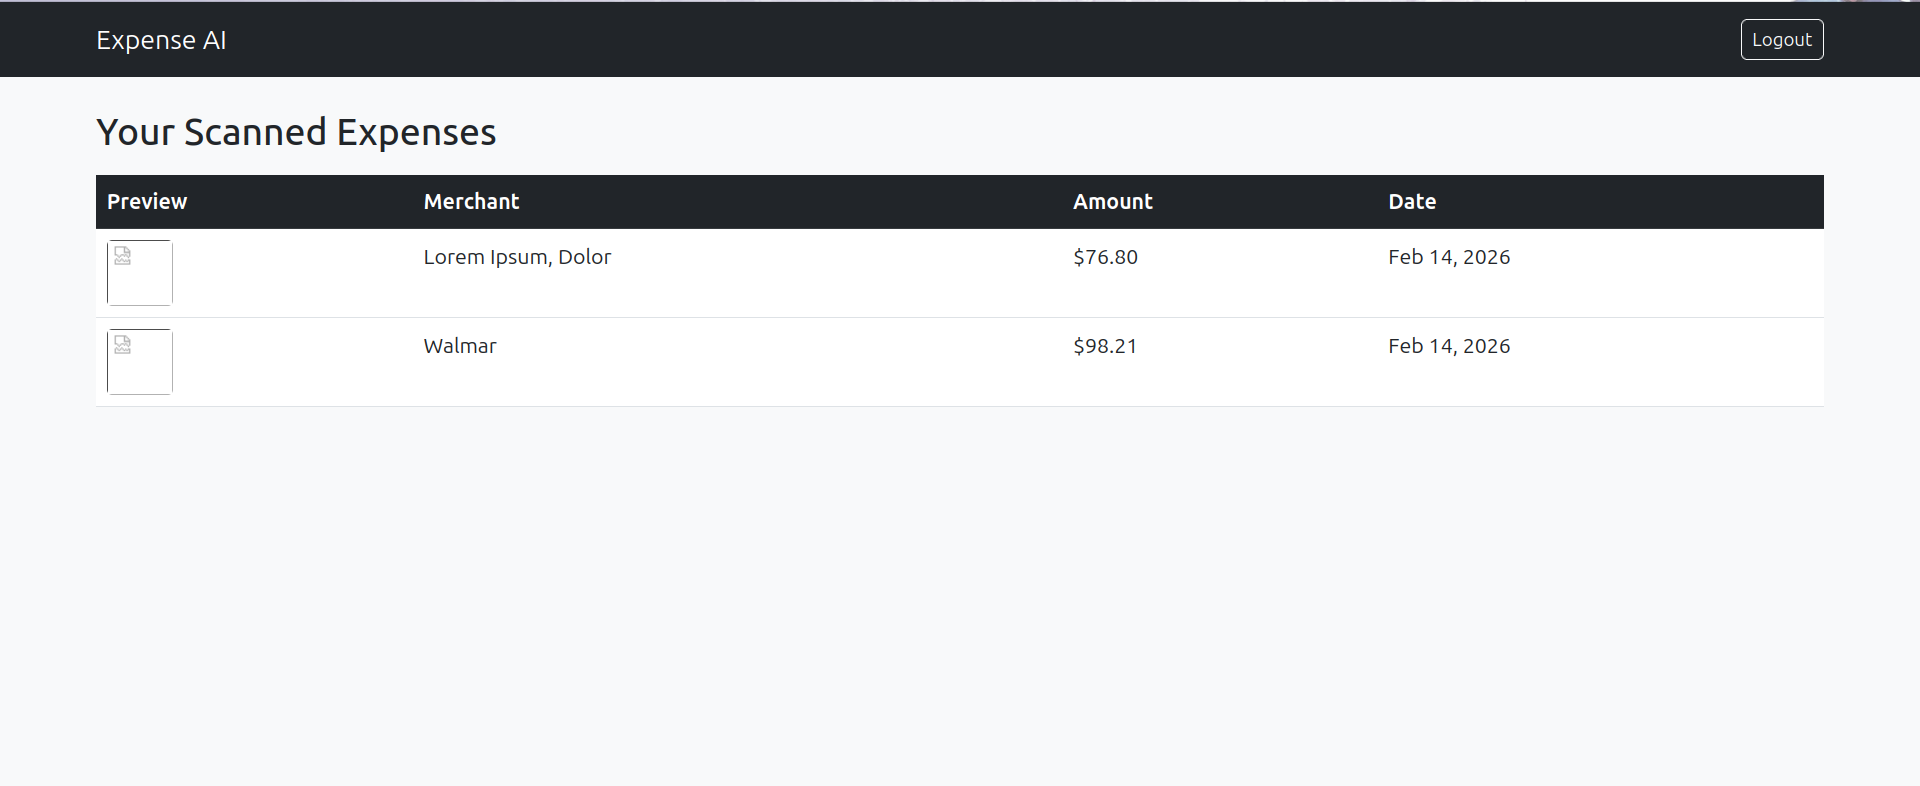 Expense AI
Logout
Your Scanned Expenses
Preview Merchant Amount Date
Lorem Ipsum, Dolor $76.80 Feb 14, 2026
Walmar $98.21 Feb 14, 2026